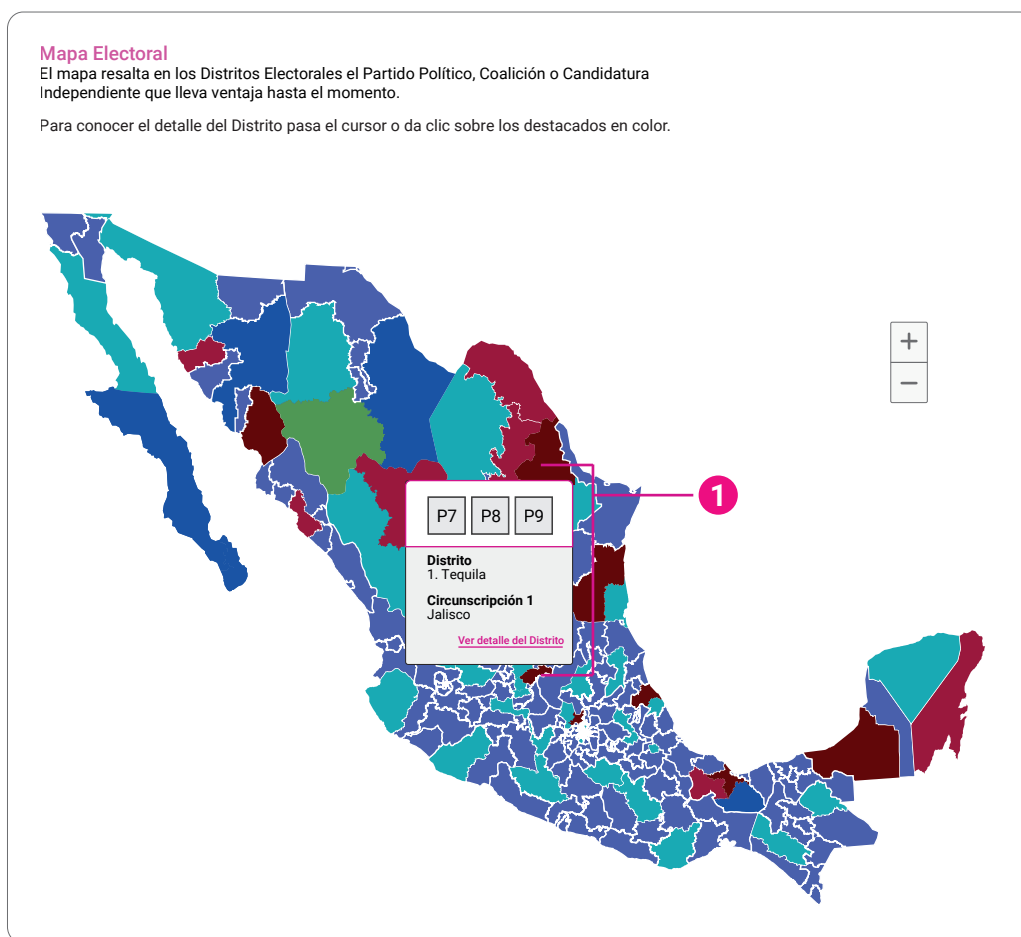 Mapa Electoral
El mapa resalta en los Distritos Electorales el Partido Político, Coalición o Candidatura
Independiente que lleva ventaja hasta el momento.
Para conocer el detalle del Distrito pasa el cursor o da clic sobre los destacados en color.
+
−
1
P7 P8 P9
Distrito
1. Tequila
Circunscripción 1
Jalisco
Ver detalle del Distrito